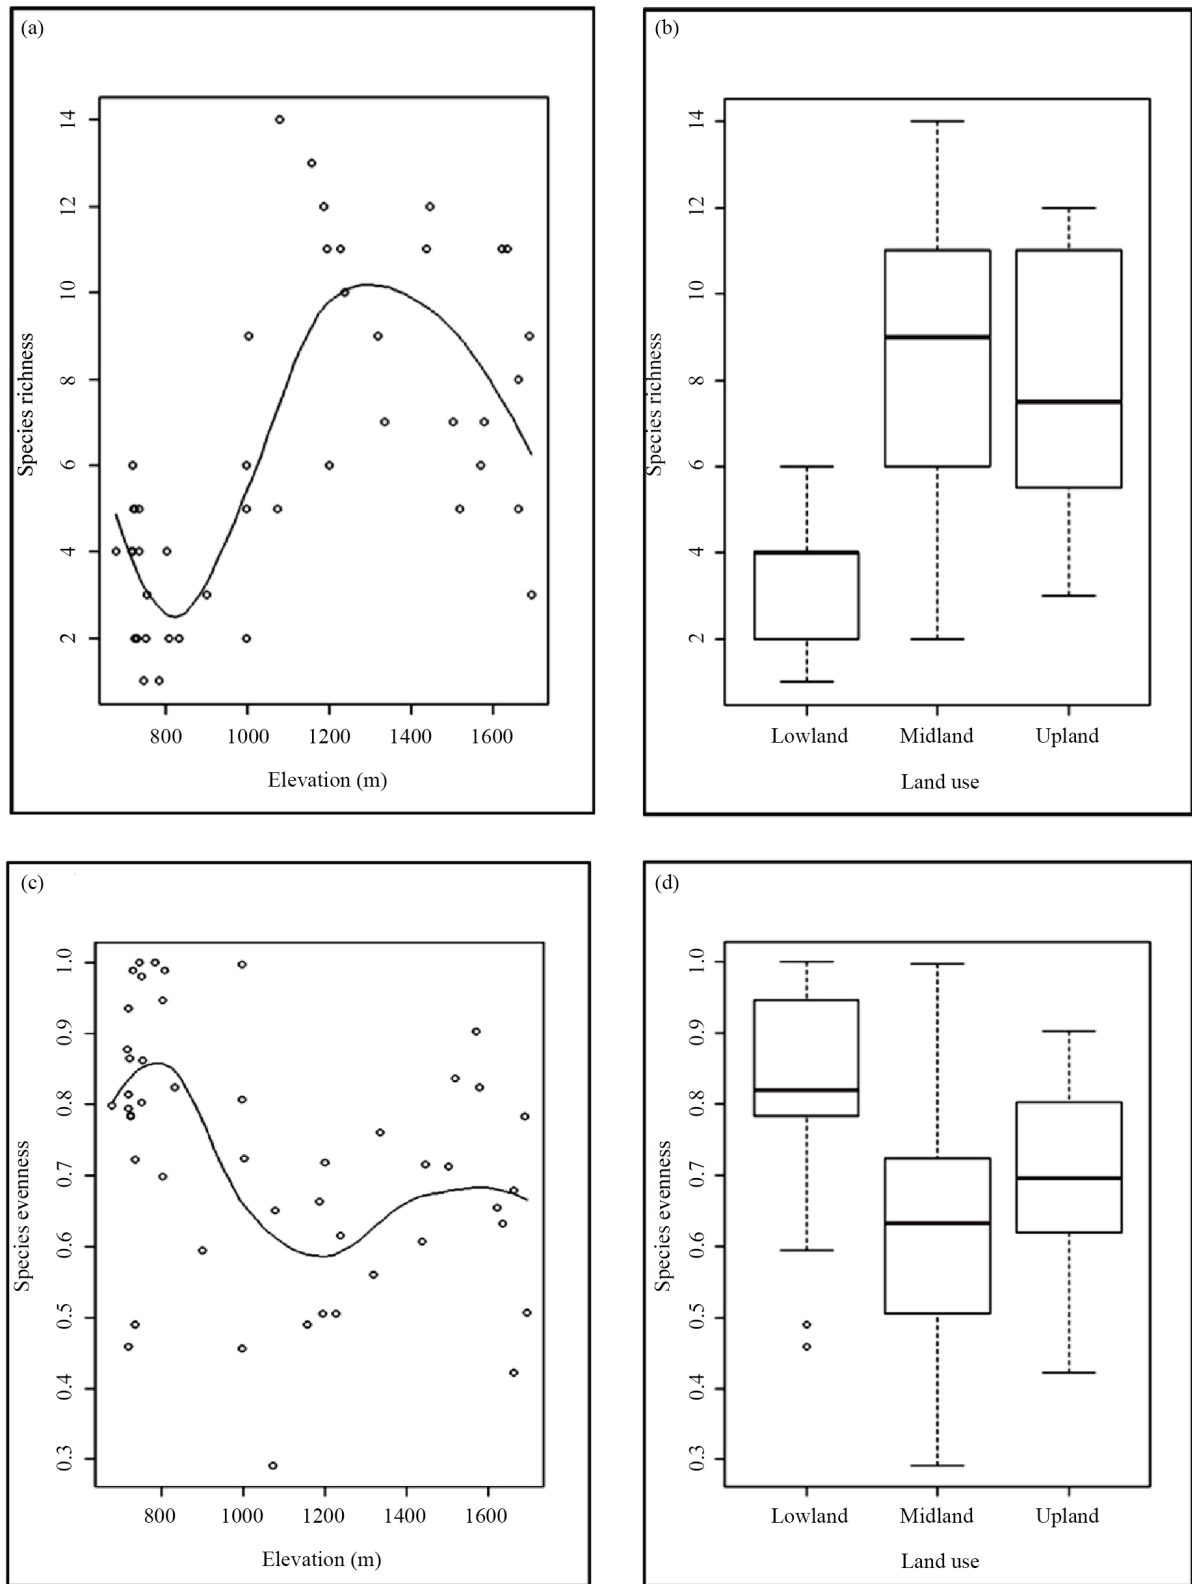 (a)
14
12
10
8
6
4
2
Species richness
800 1000 1200 1400 1600
Elevation (m)
(b)
14
12
10
8
6
4
2
Species richness
Lowland Midland Upland
Land use
(c)
1.0
0.9
0.8
0.7
0.6
0.5
0.4
0.3
Species evenness
800 1000 1200 1400 1600
Elevation (m)
(d)
1.0
0.9
0.8
0.7
0.6
0.5
0.4
0.3
Species evenness
Lowland Midland Upland
Land use